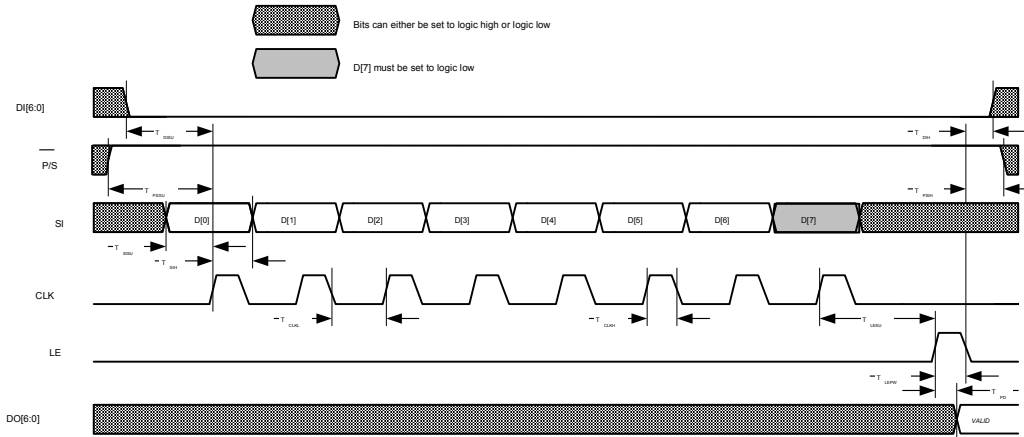 Bits can either be set to logic high or logic low
D[7] must be set to logic low
DI[6:0]
T DISU
T DIH
P/S
T PSSU
T PSIH
SI
D[0] D[1] D[2] D[3] D[4] D[5] D[6] D[7]
T SISU
T SIH
CLK
T CLKL
T CLKH
T LESU
LE
T LEPW
T PD
DO[6:0]
VALID